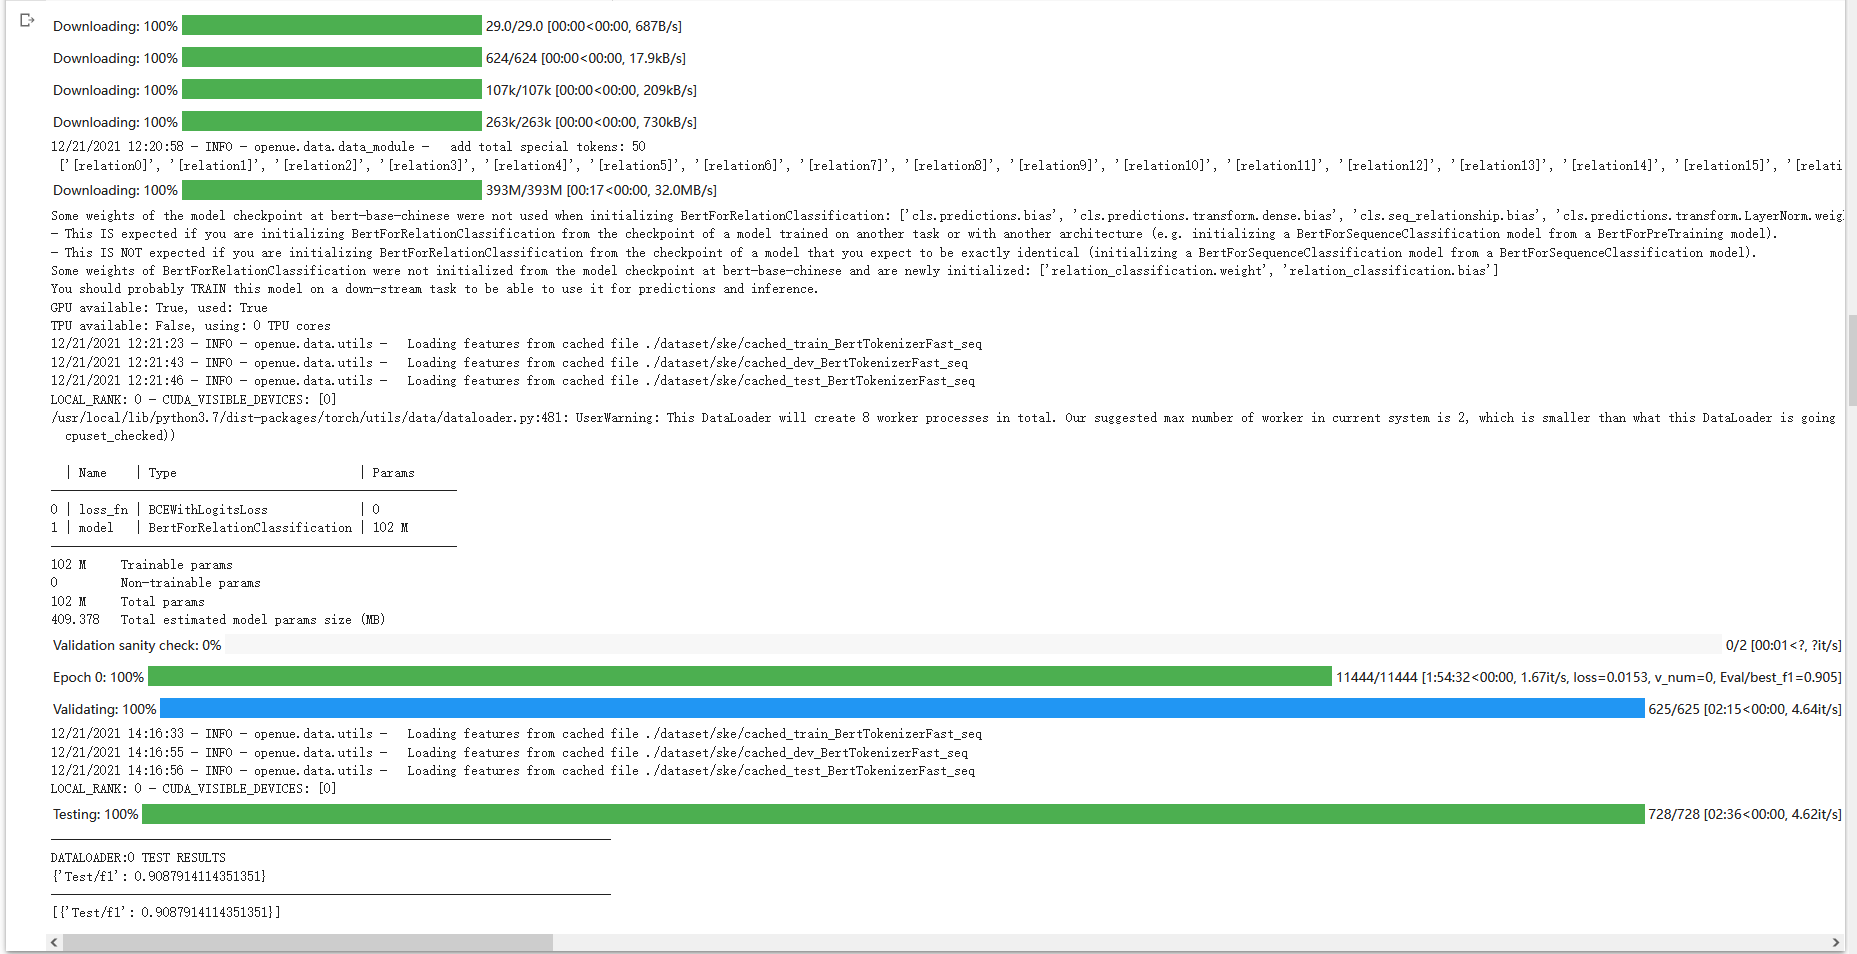 Downloading: 100% 29.0/29.0 [00:00<00:00, 687B/s]
Downloading: 100% 624/624 [00:00<00:00, 17.9kB/s]
Downloading: 100% 107k/107k [00:00<00:00, 209kB/s]
Downloading: 100% 263k/263k [00:00<00:00, 730kB/s]
12/21/2021 12:20:58 - INFO - openue.data.data_module -   add total special tokens: 50
['[relation0]', '[relation1]', '[relation2]', '[relation3]', '[relation4]', '[relation5]', '[relation6]', '[relation7]', '[relation8]', '[relation9]', '[relation10]', '[relation11]', '[relation12]', '[relation13]', '[relation14]', '[relation15]', '[relati
Downloading: 100% 393M/393M [00:17<00:00, 32.0MB/s]
Some weights of the model checkpoint at bert-base-chinese were not used when initializing BertForRelationClassification: ['cls.predictions.bias', 'cls.predictions.transform.dense.bias', 'cls.seq_relationship.bias', 'cls.predictions.transform.LayerNorm.weig
- This IS expected if you are initializing BertForRelationClassification from the checkpoint of a model trained on another task or with another architecture (e.g. initializing a BertForSequenceClassification model from a BertForPreTraining model).
- This IS NOT expected if you are initializing BertForRelationClassification from the checkpoint of a model that you expect to be exactly identical (initializing a BertForSequenceClassification model from a BertForSequenceClassification model).
Some weights of BertForRelationClassification were not initialized from the model checkpoint at bert-base-chinese and are newly initialized: ['relation_classification.weight', 'relation_classification.bias']
You should probably TRAIN this model on a down-stream task to be able to use it for predictions and inference.
GPU available: True, used: True
TPU available: False, using: 0 TPU cores
12/21/2021 12:21:23 - INFO - openue.data.utils -   Loading features from cached file ./dataset/ske/cached_train_BertTokenizerFast_seq
12/21/2021 12:21:43 - INFO - openue.data.utils -   Loading features from cached file ./dataset/ske/cached_dev_BertTokenizerFast_seq
12/21/2021 12:21:46 - INFO - openue.data.utils -   Loading features from cached file ./dataset/ske/cached_test_BertTokenizerFast_seq
LOCAL_RANK: 0 - CUDA_VISIBLE_DEVICES: [0]
/usr/local/lib/python3.7/dist-packages/torch/utils/data/dataloader.py:481: UserWarning: This DataLoader will create 8 worker processes in total. Our suggested max number of worker in current system is 2, which is smaller than what this DataLoader is going
cpuset_checked))
| Name | Type | Params
0 | loss_fn | BCEWithLogitsLoss | 0
1 | model | BertForRelationClassification | 102 M
102 M Trainable params
0 Non-trainable params
102 M Total params
409.378 Total estimated model params size (MB)
Validation sanity check: 0% 0/2 [00:01<?, ?it/s]
Epoch 0: 100% 11444/11444 [1:54:32<00:00, 1.67it/s, loss=0.0153, v_num=0, Eval/best_f1=0.905]
Validating: 100% 625/625 [02:15<00:00, 4.64it/s]
12/21/2021 14:16:33 - INFO - openue.data.utils -   Loading features from cached file ./dataset/ske/cached_train_BertTokenizerFast_seq
12/21/2021 14:16:55 - INFO - openue.data.utils -   Loading features from cached file ./dataset/ske/cached_dev_BertTokenizerFast_seq
12/21/2021 14:16:56 - INFO - openue.data.utils -   Loading features from cached file ./dataset/ske/cached_test_BertTokenizerFast_seq
LOCAL_RANK: 0 - CUDA_VISIBLE_DEVICES: [0]
Testing: 100% 728/728 [02:36<00:00, 4.62it/s]
DATALOADER:0 TEST RESULTS
{'Test/f1': 0.9087914114351351}
[{'Test/f1': 0.9087914114351351}]